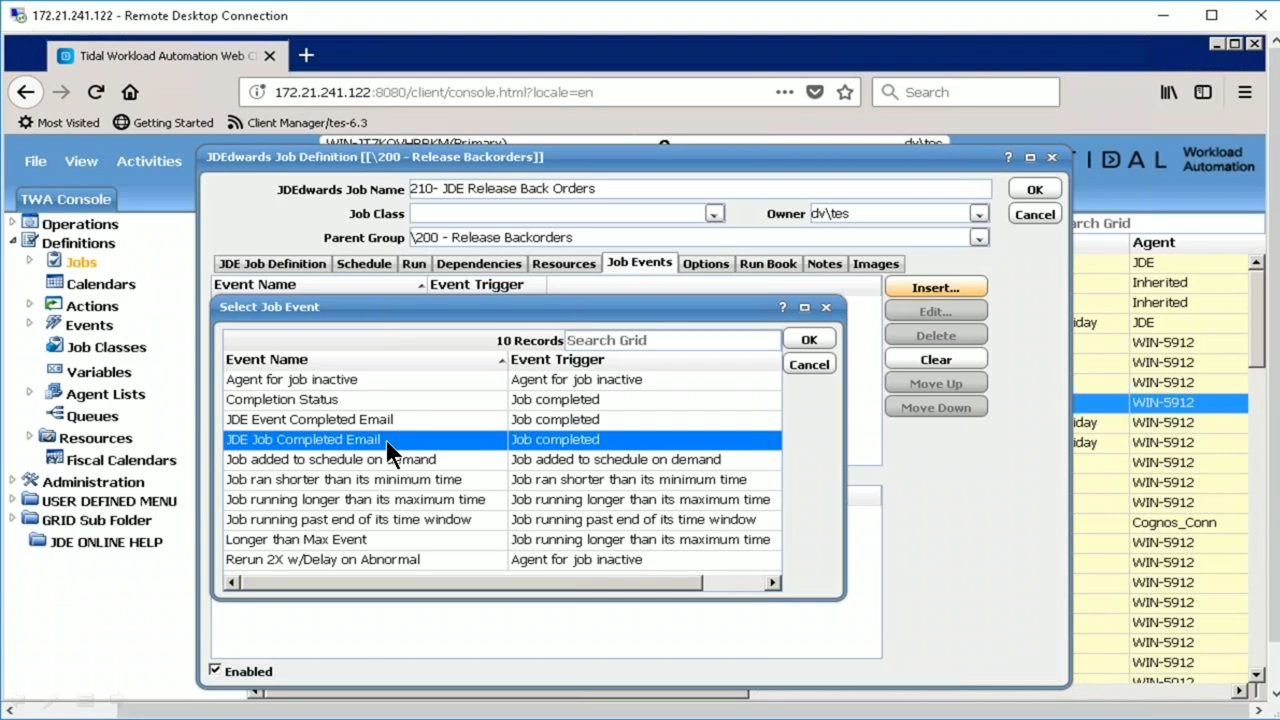 172.21.241.122 - Remote Desktop Connection
Tidal Workload Automation Web C
172.21.241.122:8080/client/console.html?locale=en
Search
Most Visited
Getting Started
Client Manager/tes-6.3
File
View
Activities
dv\tes
JDEdwards Job Definition [[\200 - Release Backorders]]
TIDAL Workload Automation
TWA Console
JDEdwards Job Name 210- JDE Release Back Orders
OK
Job Class
Owner dv\tes
Cancel
Parent Group \200 - Release Backorders
JDE Job Definition
Schedule
Run
Dependencies
Resources
Job Events
Options
Run Book
Notes
Images
Event Name
Event Trigger
Insert...
Edit...
Delete
Clear
Move Up
Move Down
Select Job Event
10 Records
Search Grid
OK
Cancel
Event Name Event Trigger
Agent for job inactive Agent for job inactive
Completion Status Job completed
JDE Event Completed Email Job completed
JDE Job Completed Email Job completed
Job added to schedule on demand Job added to schedule on demand
Job ran shorter than its minimum time Job ran shorter than its minimum time
Job running longer than its maximum time Job running longer than its maximum time
Job running past end of its time window Job running past end of its time window
Longer than Max Event Job running longer than its maximum time
Rerun 2X w/Delay on Abnormal Agent for job inactive
Enabled
Operations
Definitions
Jobs
Calendars
Actions
Events
Job Classes
Variables
Agent Lists
Queues
Resources
Fiscal Calendars
Administration
USER DEFINED MENU
GRID Sub Folder
JDE ONLINE HELP
rch Grid
Agent
JDE
Inherited
Inherited
iday JDE
WIN-5912
WIN-5912
WIN-5912
WIN-5912
iday WIN-5912
iday WIN-5912
WIN-5912
WIN-5912
WIN-5912
Cognos_Conn
WIN-5912
WIN-5912
WIN-5912
WIN-5912
WIN-5912
WIN-5912
WIN-5912